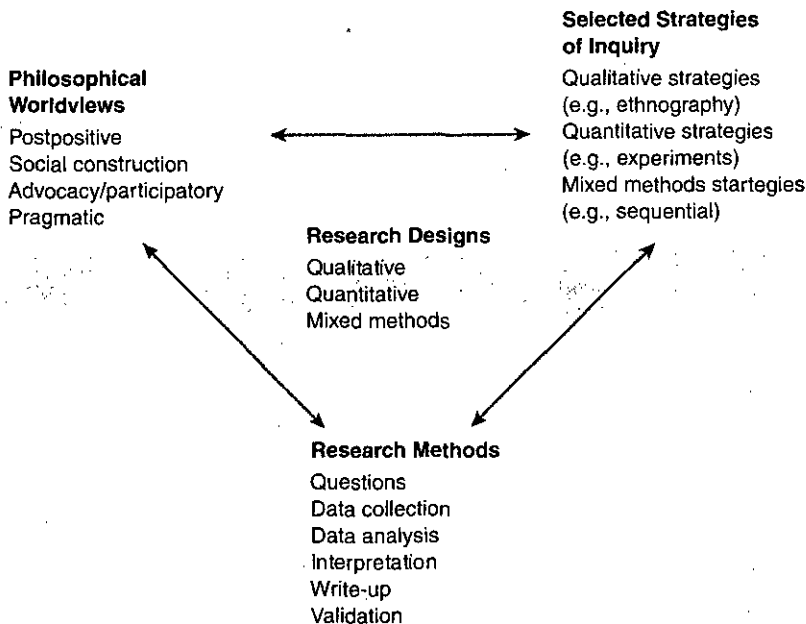 Philosophical
Worldviews
Postpositive
Social construction
Advocacy/participatory
Pragmatic
Selected Strategies
of Inquiry
Qualitative strategies
(e.g., ethnography)
Quantitative strategies
(e.g., experiments)
Mixed methods startegies
(e.g., sequential)
Research Designs
Qualitative
Quantitative
Mixed methods
Research Methods
Questions
Data collection
Data analysis
Interpretation
Write-up
Validation